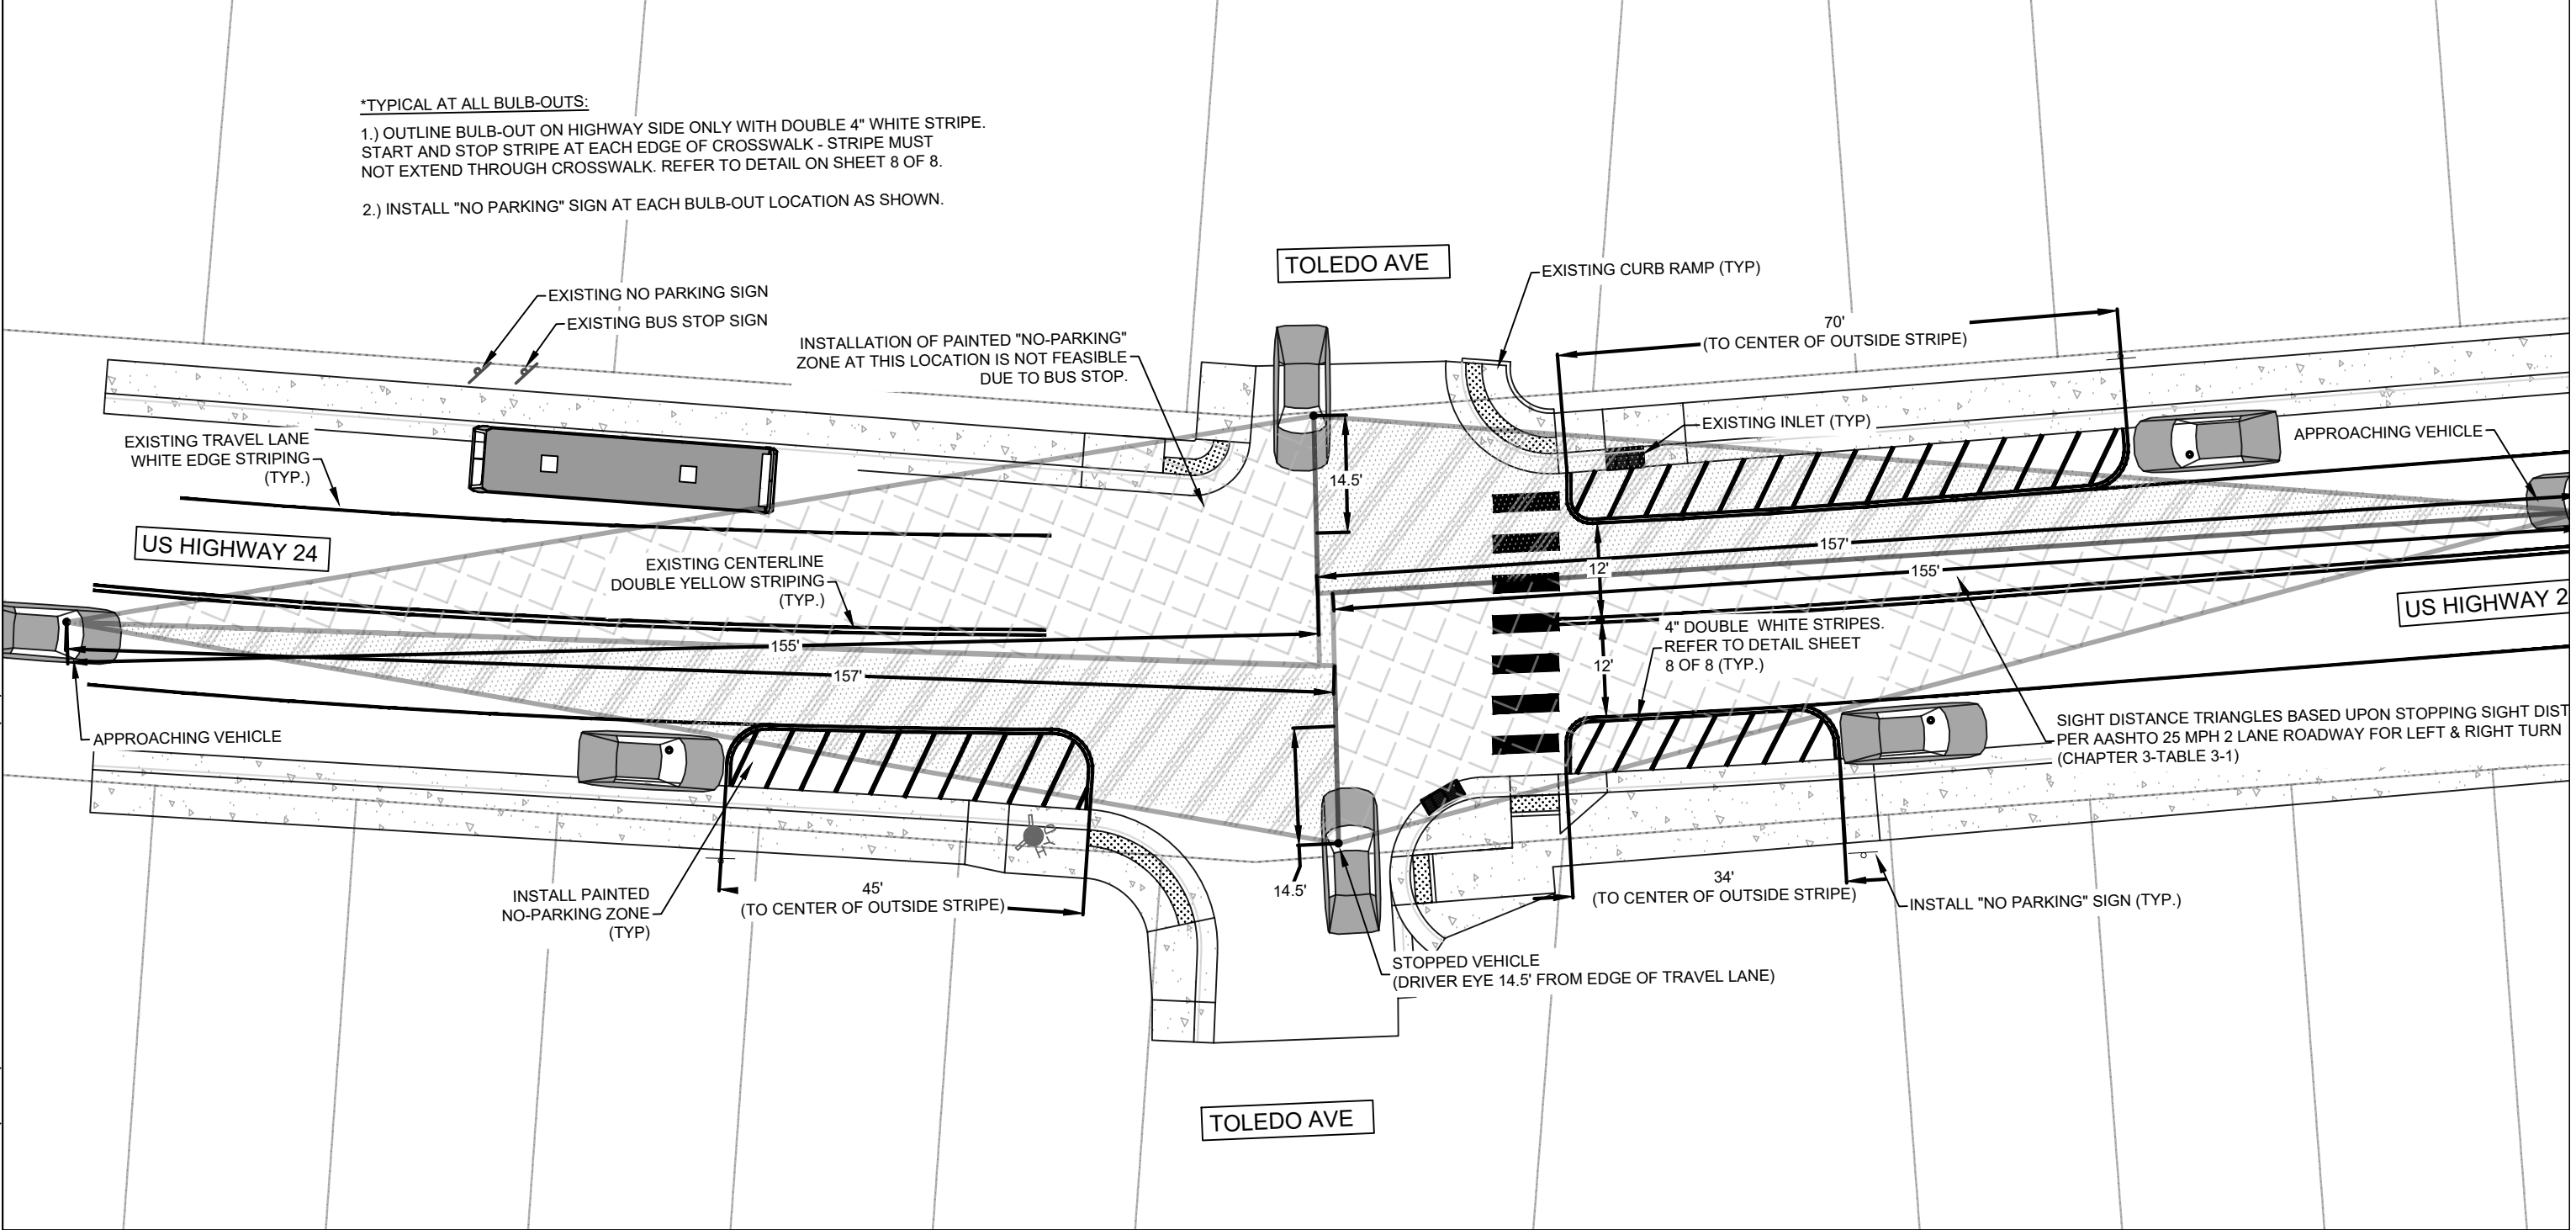 *TYPICAL AT ALL BULB-OUTS:
1.) OUTLINE BULB-OUT ON HIGHWAY SIDE ONLY WITH DOUBLE 4" WHITE STRIPE.
START AND STOP STRIPE AT EACH EDGE OF CROSSWALK - STRIPE MUST
NOT EXTEND THROUGH CROSSWALK. REFER TO DETAIL ON SHEET 8 OF 8.
2.) INSTALL "NO PARKING" SIGN AT EACH BULB-OUT LOCATION AS SHOWN.
TOLEDO AVE
EXISTING CURB RAMP (TYP)
EXISTING NO PARKING SIGN
EXISTING BUS STOP SIGN
INSTALLATION OF PAINTED "NO-PARKING"
ZONE AT THIS LOCATION IS NOT FEASIBLE
DUE TO BUS STOP.
70'
(TO CENTER OF OUTSIDE STRIPE)
EXISTING INLET (TYP)
APPROACHING VEHICLE
EXISTING TRAVEL LANE
WHITE EDGE STRIPING
(TYP.)
14.5'
US HIGHWAY 24
EXISTING CENTERLINE
DOUBLE YELLOW STRIPING
(TYP.)
157'
12'
155'
US HIGHWAY 2
4" DOUBLE WHITE STRIPES.
REFER TO DETAIL SHEET
8 OF 8 (TYP.)
12'
155'
157'
APPROACHING VEHICLE
SIGHT DISTANCE TRIANGLES BASED UPON STOPPING SIGHT DIST
PER AASHTO 25 MPH 2 LANE ROADWAY FOR LEFT & RIGHT TURN
(CHAPTER 3-TABLE 3-1)
HYD
INSTALL PAINTED
NO-PARKING ZONE
(TYP)
45'
(TO CENTER OF OUTSIDE STRIPE)
14.5'
34'
(TO CENTER OF OUTSIDE STRIPE)
INSTALL "NO PARKING" SIGN (TYP.)
STOPPED VEHICLE
(DRIVER EYE 14.5' FROM EDGE OF TRAVEL LANE)
TOLEDO AVE